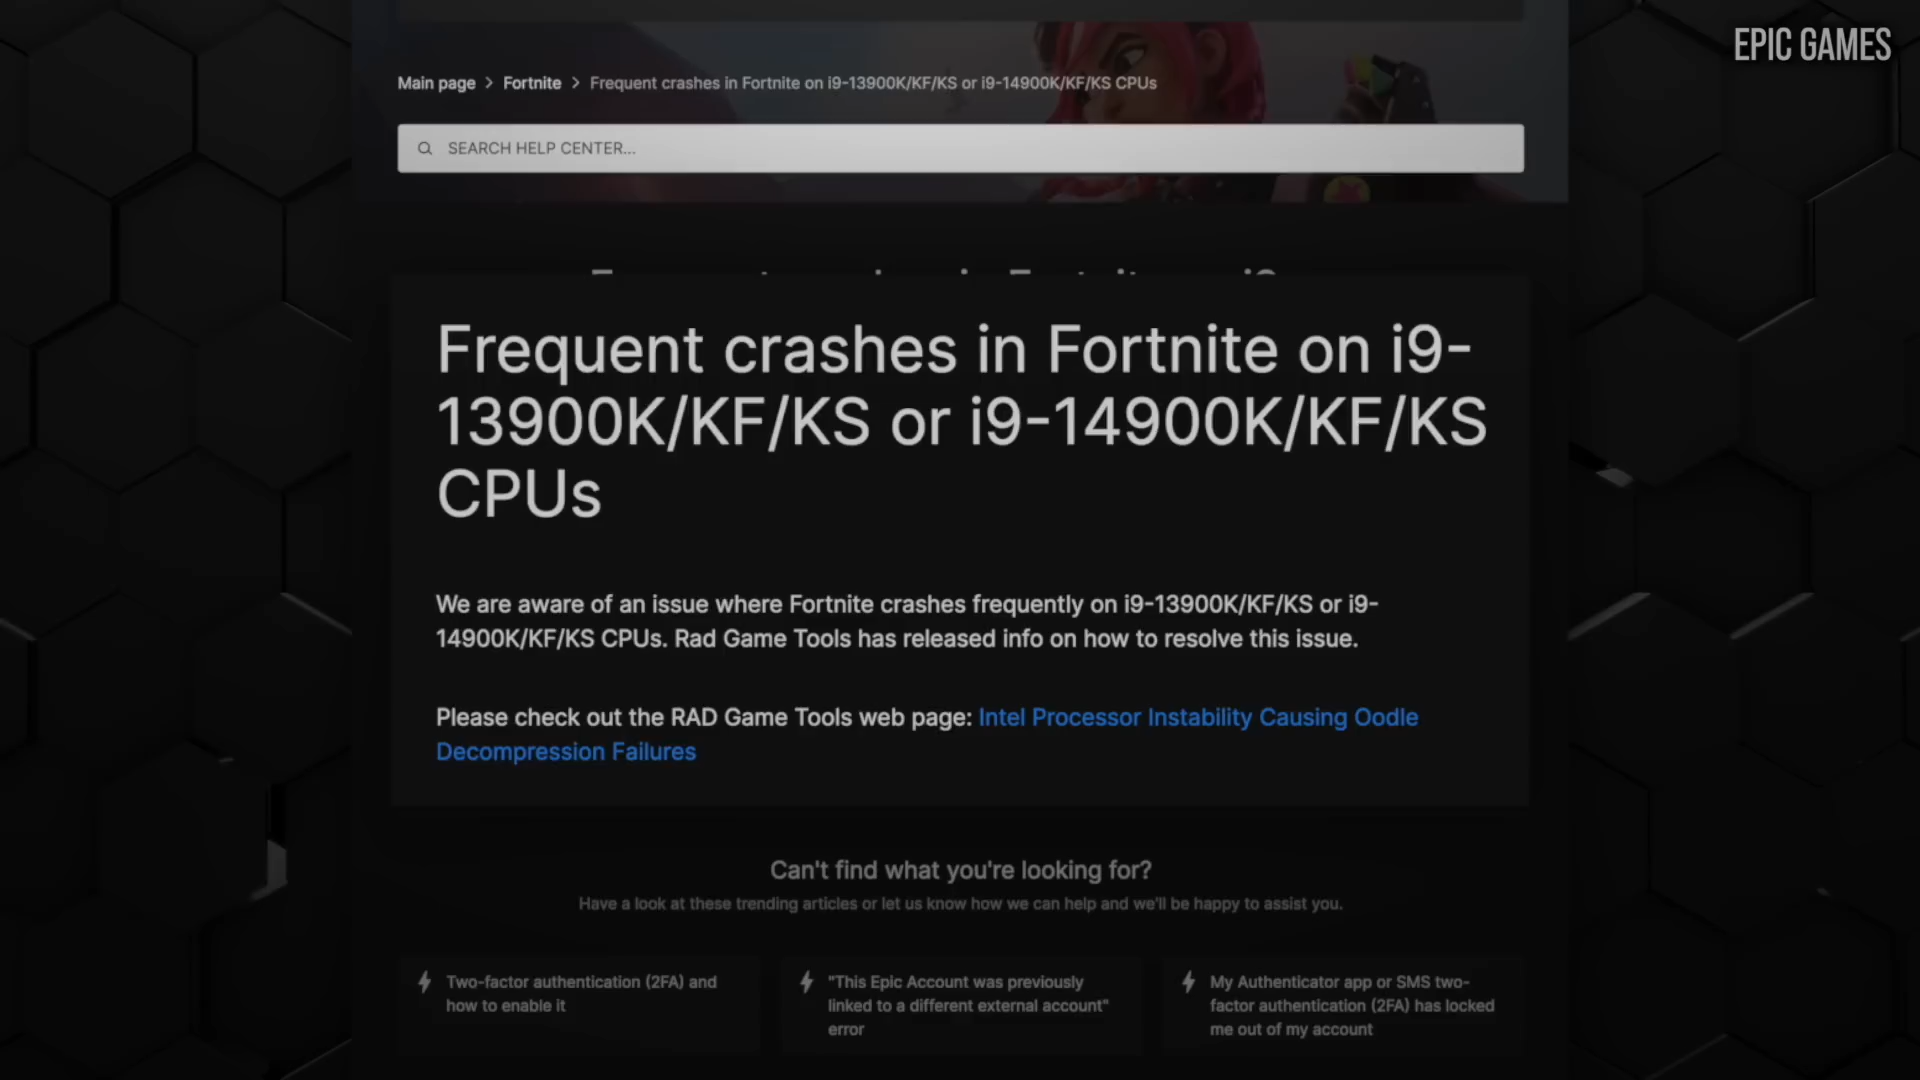 EPIC GAMES
Main page > Fortnite > Frequent crashes in Fortnite on i9-13900K/KF/KS or i9-14900K/KF/KS CPUs
SEARCH HELP CENTER...
Frequent crashes in Fortnite on i9-
13900K/KF/KS or i9-14900K/KF/KS
CPUs
We are aware of an issue where Fortnite crashes frequently on i9-13900K/KF/KS or i9-
14900K/KF/KS CPUs. Rad Game Tools has released info on how to resolve this issue.
Please check out the RAD Game Tools web page: Intel Processor Instability Causing Oodle
Decompression Failures
Can't find what you're looking for?
Have a look at these trending articles or let us know how we can help and we'll be happy to assist you.
Two-factor authentication (2FA) and
how to enable it
"This Epic Account was previously
linked to a different external account"
error
My Authenticator app or SMS two-
factor authentication (2FA) has locked
me out of my account